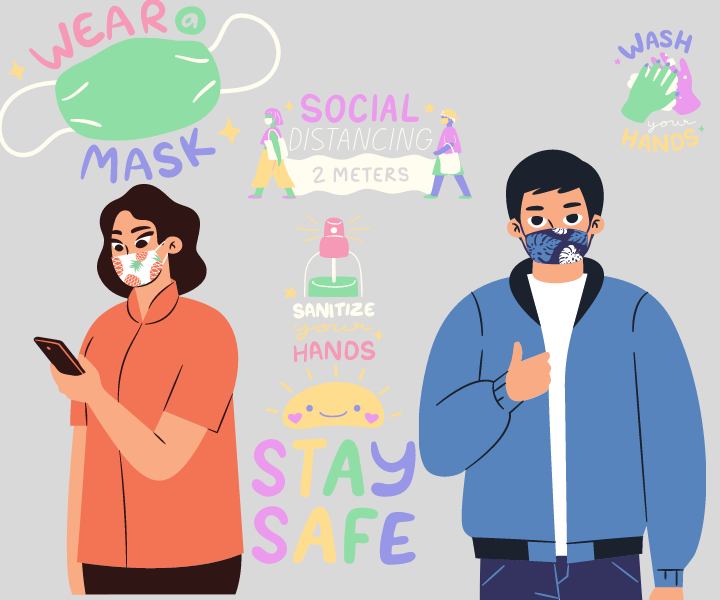 WEAR a
MASK
SOCIAL
DISTANCING
2 METERS
WASH
your
HANDS
SANITIZE
your
HANDS
STAY
SAFE